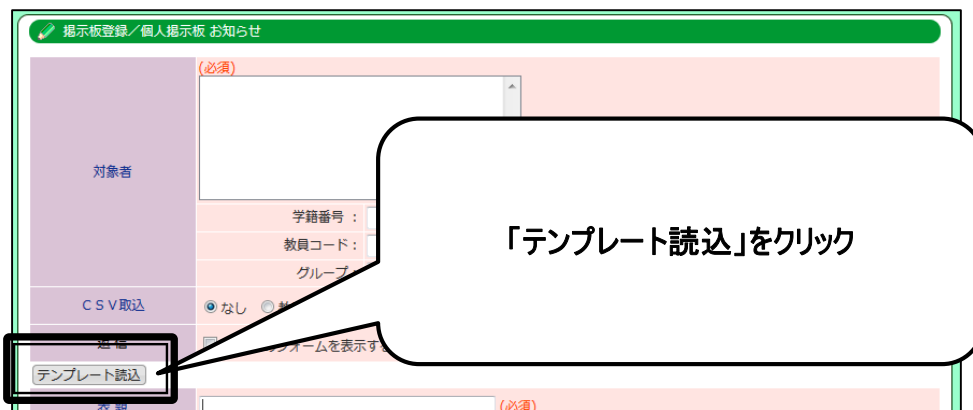 掲示板登録／個人掲示板 お知らせ
(必須)
対象者
学籍番号 ：
教員コード：
グループ：
「テンプレート読込」をクリック
ＣＳＶ取込
なし
返 信
フォームを表示す
テンプレート読込
表 題
(必須)